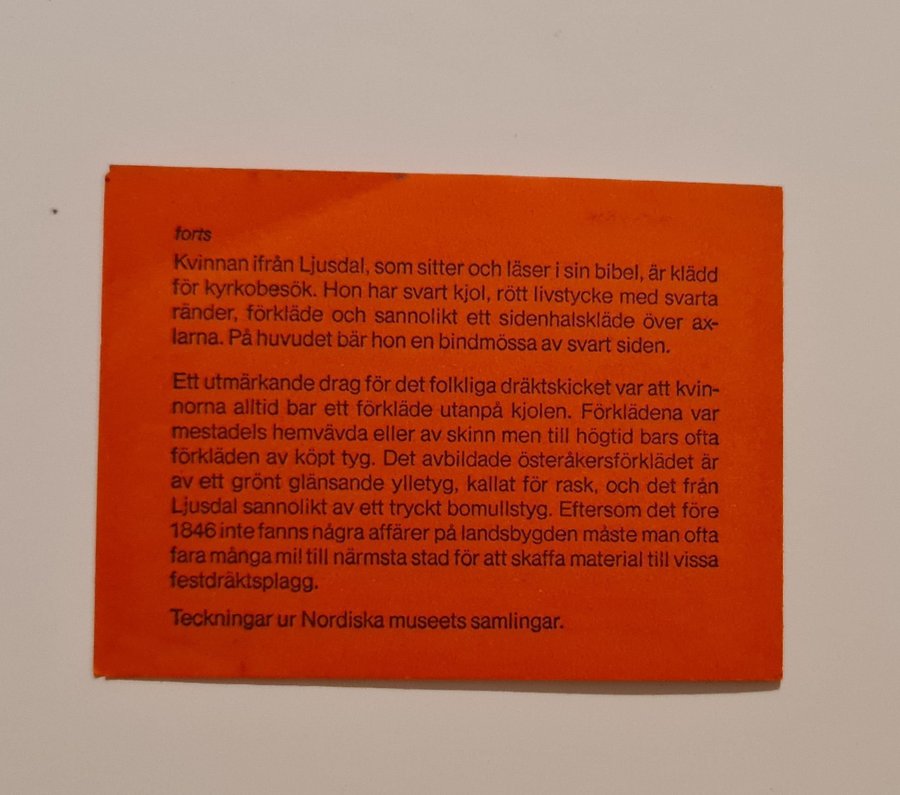 forts
Kvinnan ifrån Ljusdal, som sitter och läser i sin bibel, är klädd
för kyrkobesök. Hon har svart kjol, rött livstycke med svarta
ränder, förkläde och sannolikt ett sidenhalskläde över ax-
larna. På huvudet bär hon en bindmössa av svart siden.
Ett utmärkande drag för det folkliga dräktskicket var att kvin-
norna alltid bar ett förkläde utanpå kjolen. Förklädena var
mestadels hemvävda eller av skinn men till högtid bars ofta
förkläden av köpt tyg. Det avbildade österåkersförklädet är
av ett grönt glänsande ylletyg, kallat för rask, och det från
Ljusdal sannolikt av ett tryckt bomullstyg. Eftersom det före
1846 inte fanns några affärer på landsbygden måste man ofta
fara många mil till närmsta stad för att skaffa material till vissa
festdräktsplagg.
Teckningar ur Nordiska museets samlingar.